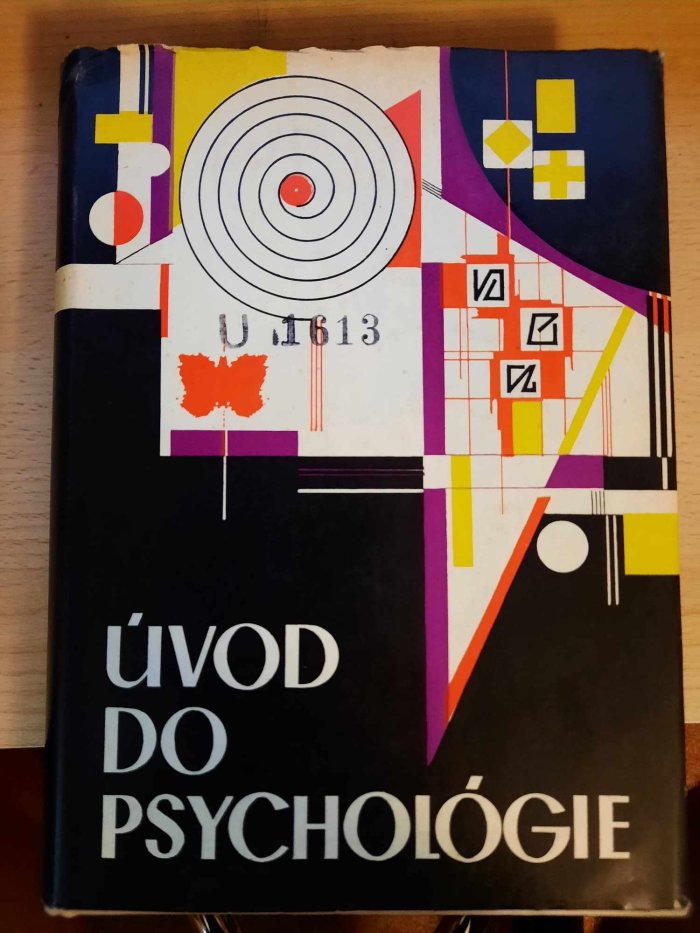 U 1613
ÚVOD
DO
PSYCHOLÓGIE